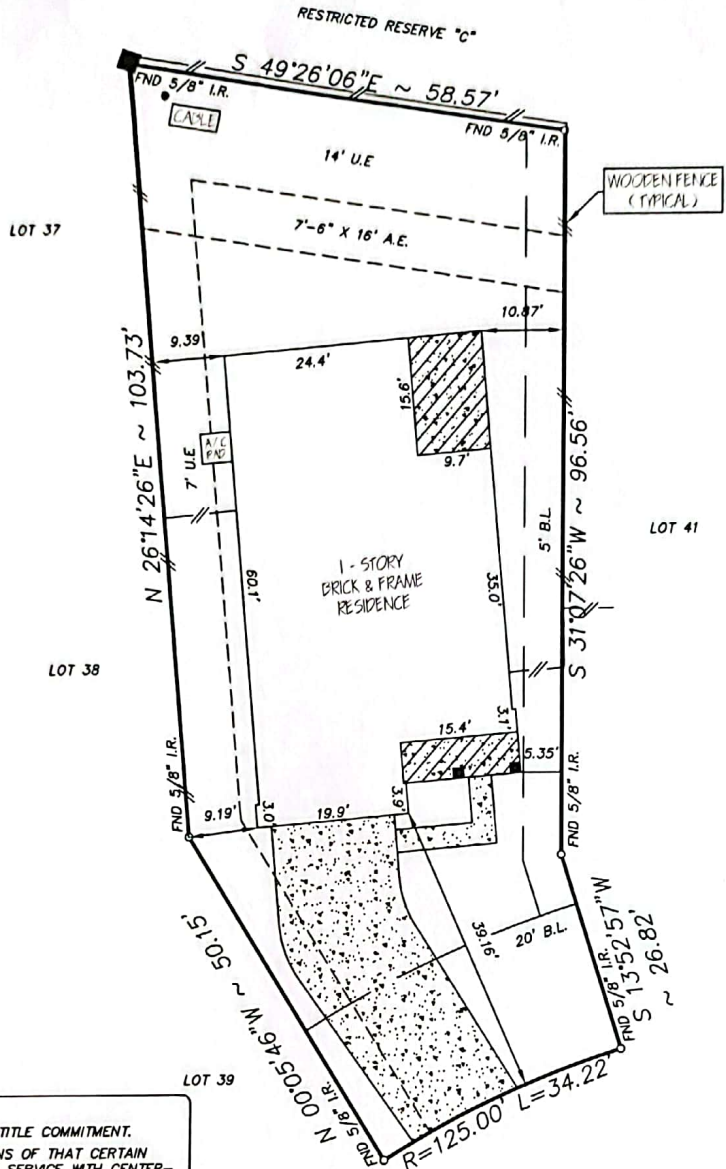 RESTRICTED RESERVE "C"
S 49°26'06"E ~ 58.57'
FND 5/8" I.R.
FND 5/8" I.R.
CABLE
14' U.E
WOODEN FENCE
(TYPICAL)
LOT 37
7'-6" X 16' A.E.
10.87'
9.39
24.4'
15.6'
9.7'
N 26°14'26"E ~ 103.73'
A/C
PAD
7' U.E
S 31°07'26"W ~ 96.56'
5' B.L.
LOT 41
60.1'
1 - STORY
BRICK & FRAME
RESIDENCE
35.0'
LOT 38
3.1'
15.4'
5.35'
FND 5/8" I.R.
FND 5/8" I.R.
9.19'
3.0'
19.9'
3.9'
39.16'
20' B.L.
N 00°05'46"W ~ 50.15'
FND 5/8" I.R.
S 13°52'57"W
~ 26.82'
LOT 39
FND 5/8" I.R.
R=125.00' L=34.22'
TITLE COMMITMENT.
NS OF THAT CERTAIN
SERVICE WITH CENTER-